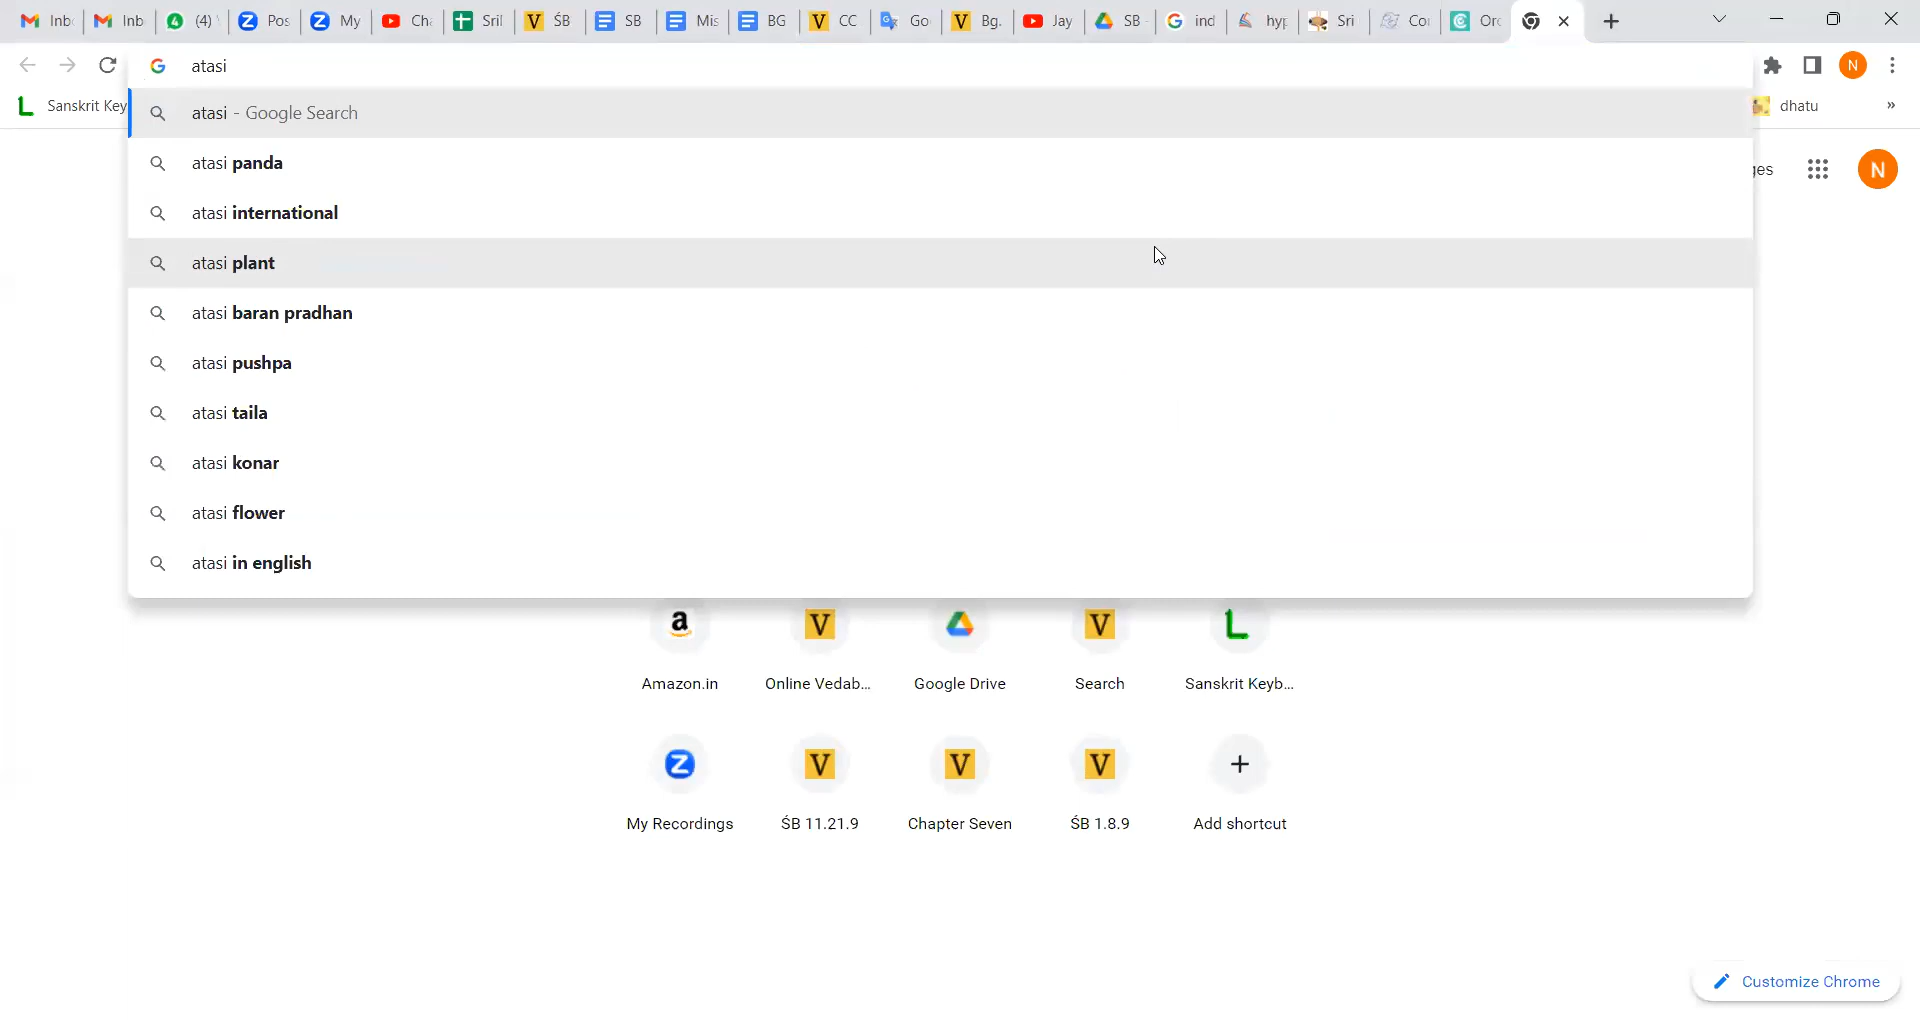 Inb Inb (4) Pos My Ch Sril ŚB SB Mis BG CC Go Bg. Jay SB ind hyp Sri Co Orc
atasi
Sanskrit Key
dhatu »
atasi - Google Search
atasi panda
atasi international
atasi plant
atasi baran pradhan
atasi pushpa
atasi taila
atasi konar
atasi flower
atasi in english
ges
N
Amazon.in Online Vedab... Google Drive Search Sanskrit Keyb...
My Recordings ŚB 11.21.9 Chapter Seven ŚB 1.8.9 Add shortcut
Customize Chrome